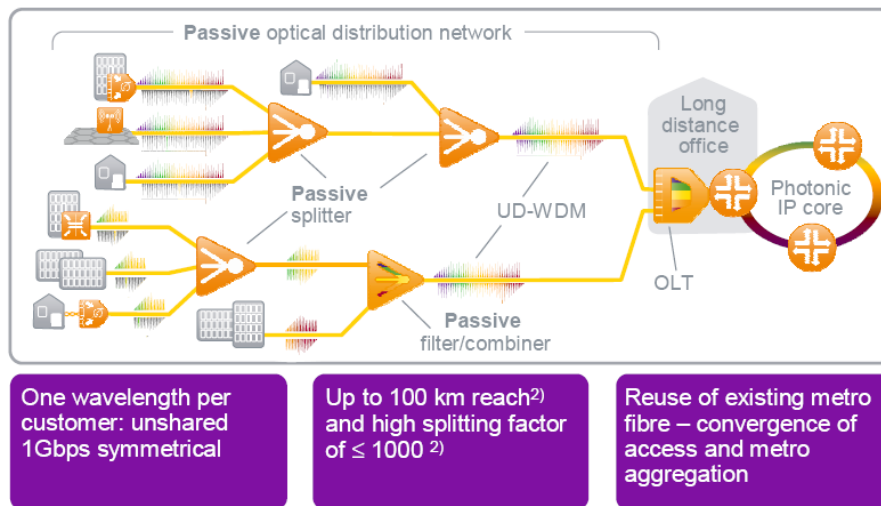 Passive optical distribution network
Long
distance
office
Passive
splitter
UD-WDM
Photonic
IP core
OLT
Passive
filter/combiner
One wavelength per
customer: unshared
1Gbps symmetrical
Up to 100 km reach2)
and high splitting factor
of ≤ 1000 2)
Reuse of existing metro
fibre – convergence of
access and metro
aggregation